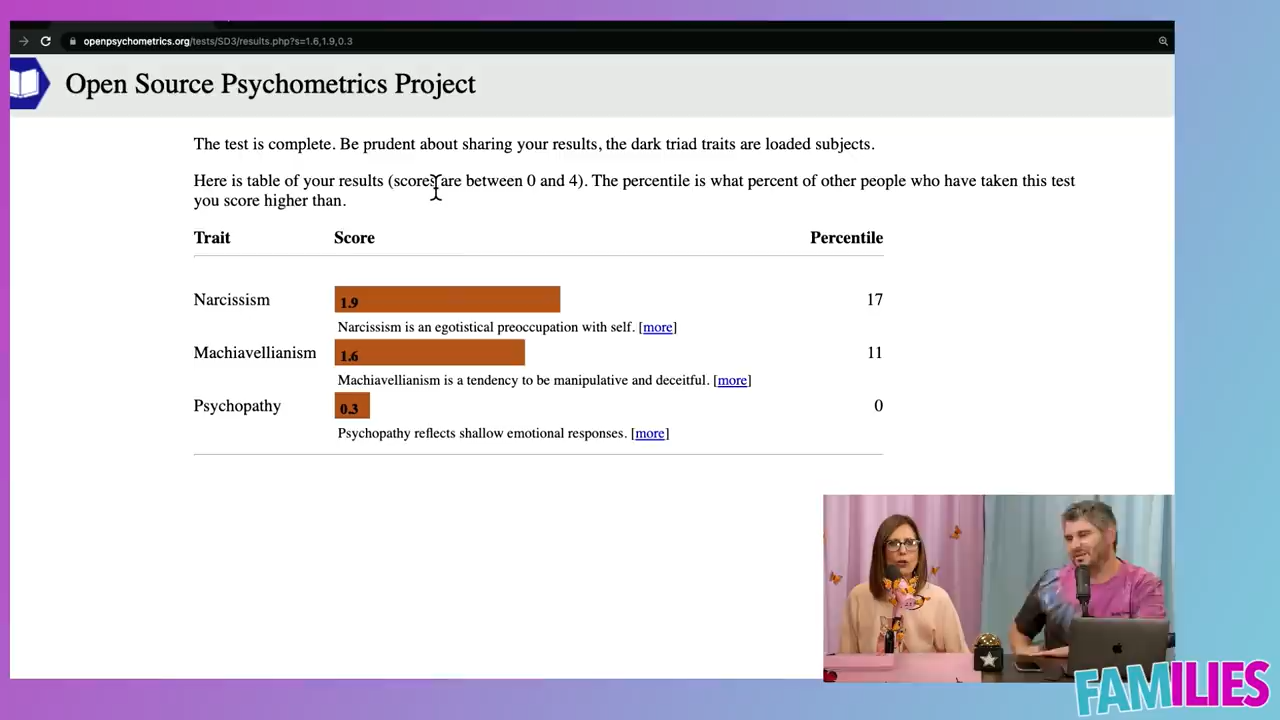 openpsychometrics.org/tests/SD3/results.php?s=1.6,1.9,0.3
Open Source Psychometrics Project
The test is complete. Be prudent about sharing your results, the dark triad traits are loaded subjects.
Here is table of your results (scores are between 0 and 4). The percentile is what percent of other people who have taken this test
you score higher than.
Trait Score Percentile
Narcissism 1.9 17
Narcissism is an egotistical preoccupation with self. [more]
Machiavellianism 1.6 11
Machiavellianism is a tendency to be manipulative and deceitful. [more]
Psychopathy 0.3 0
Psychopathy reflects shallow emotional responses. [more]
FAMILIES